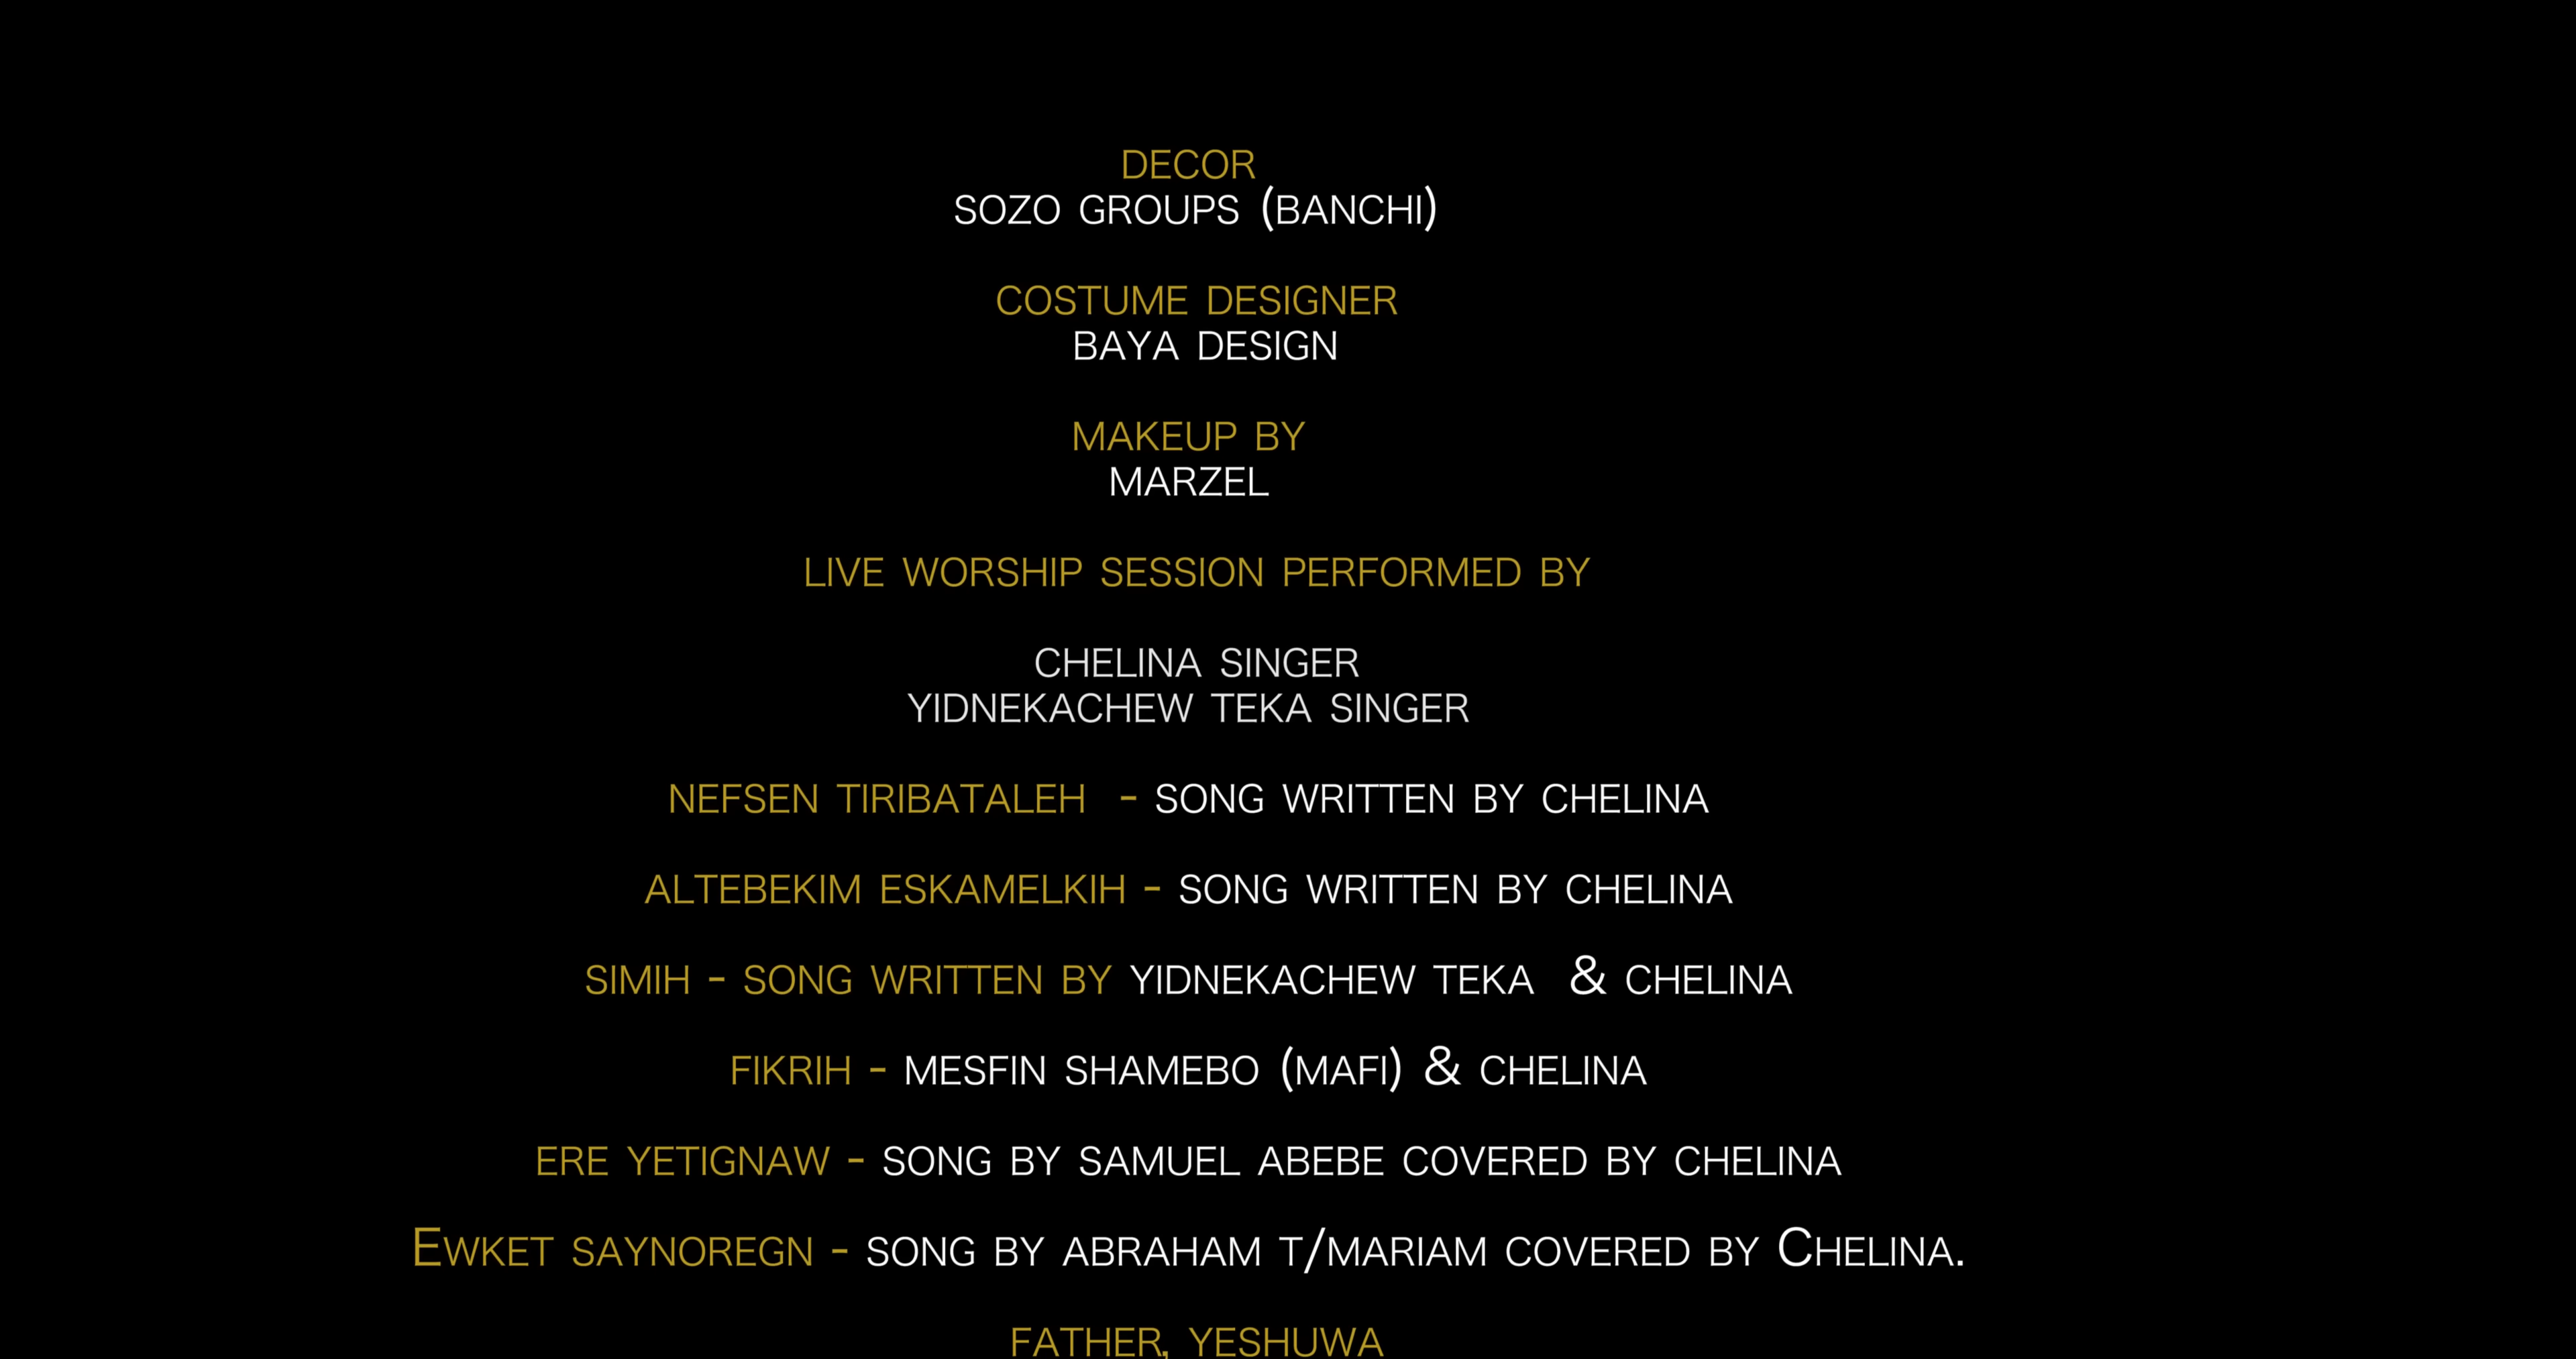 DECOR
SOZO GROUPS (BANCHI)
COSTUME DESIGNER
BAYA DESIGN
MAKEUP BY
MARZEL
LIVE WORSHIP SESSION PERFORMED BY
CHELINA SINGER
YIDNEKACHEW TEKA SINGER
NEFSEN TIRIBATALEH - SONG WRITTEN BY CHELINA
ALTEBEKIM ESKAMELKIH - SONG WRITTEN BY CHELINA
SIMIH - SONG WRITTEN BY YIDNEKACHEW TEKA & CHELINA
FIKRIH - MESFIN SHAMEBO (MAFI) & CHELINA
ERE YETIGNAW - SONG BY SAMUEL ABEBE COVERED BY CHELINA
EWKET SAYNOREGN - SONG BY ABRAHAM T/MARIAM COVERED BY CHELINA.
FATHER, YESHUWA